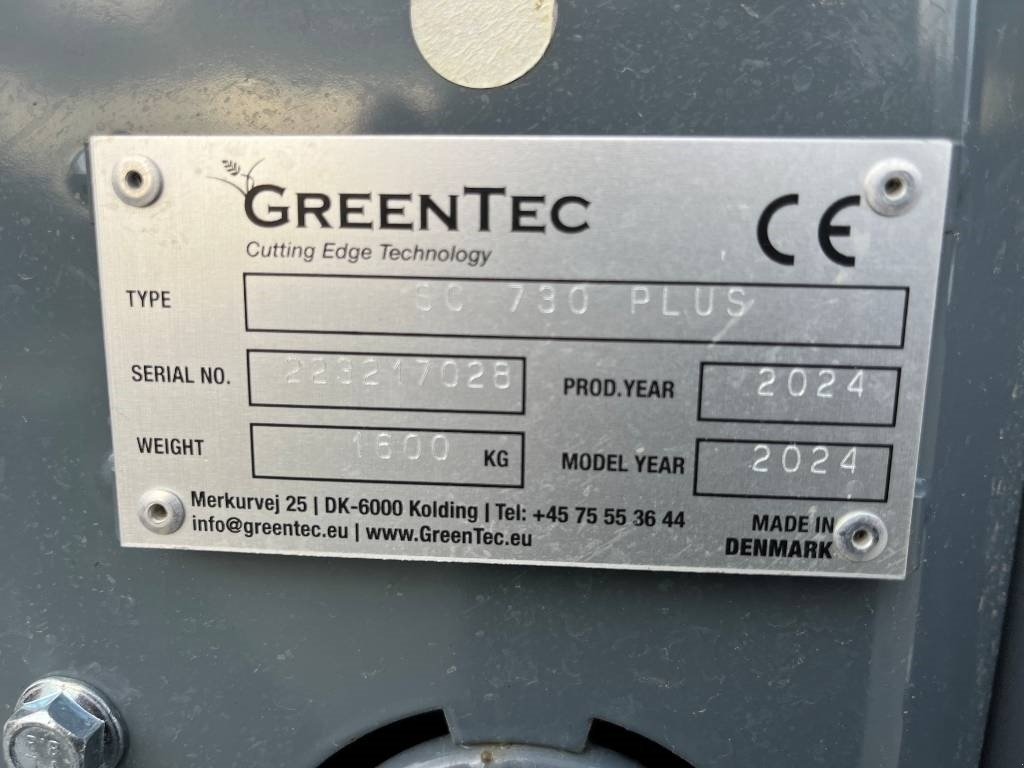 GREENTEC
Cutting Edge Technology
CE
TYPE SC 730 PLUS
SERIAL NO. 223217028 PROD.YEAR 2024
WEIGHT 1600 KG MODEL YEAR 2024
Merkurvej 25 | DK-6000 Kolding | Tel: +45 75 55 36 44
info@greentec.eu | www.GreenTec.eu
MADE IN
DENMARK